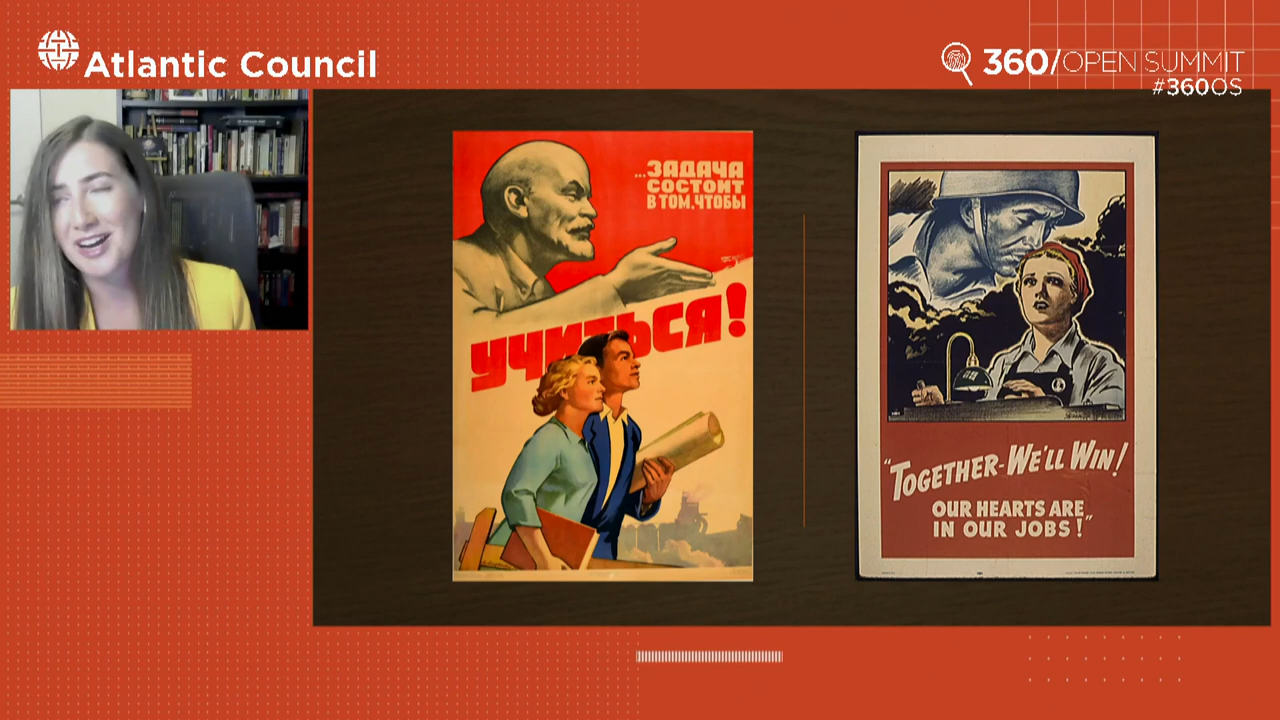 Atlantic Council
360/OPEN SUMMIT
#360OS
...ЗАДАЧА
СОСТОИТ
В ТОМ, ЧТОБЫ
УЧИТЬСЯ!
"TOGETHER-WE'LL WIN!
OUR HEARTS ARE
IN OUR JOBS!"